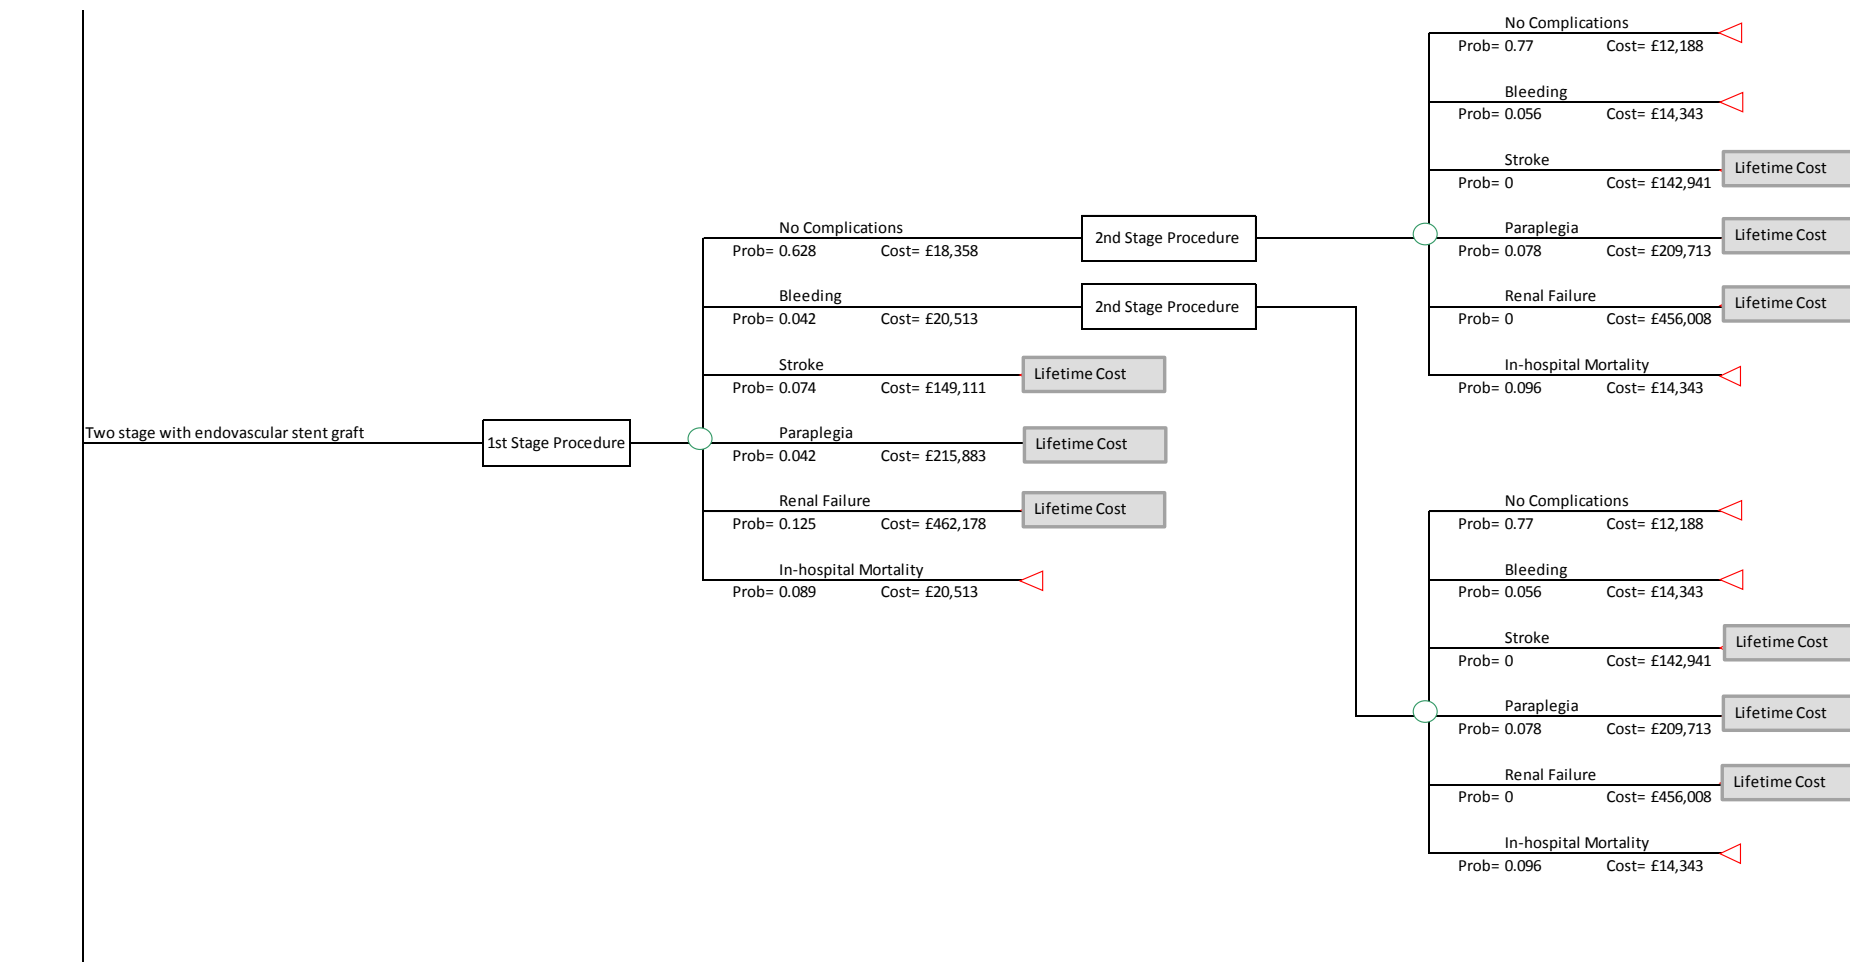 No Complications
Prob= 0.77 Cost= £12,188
Bleeding
Prob= 0.056 Cost= £14,343
Stroke
Prob= 0 Cost= £142,941
Lifetime Cost
Paraplegia
Prob= 0.078 Cost= £209,713
Lifetime Cost
Renal Failure
Prob= 0 Cost= £456,008
Lifetime Cost
In-hospital Mortality
Prob= 0.096 Cost= £14,343
No Complications
Prob= 0.628 Cost= £18,358
2nd Stage Procedure
Bleeding
Prob= 0.042 Cost= £20,513
2nd Stage Procedure
Stroke
Prob= 0.074 Cost= £149,111
Lifetime Cost
Two stage with endovascular stent graft
1st Stage Procedure
Paraplegia
Prob= 0.042 Cost= £215,883
Lifetime Cost
Renal Failure
Prob= 0.125 Cost= £462,178
Lifetime Cost
In-hospital Mortality
Prob= 0.089 Cost= £20,513
No Complications
Prob= 0.77 Cost= £12,188
Bleeding
Prob= 0.056 Cost= £14,343
Stroke
Prob= 0 Cost= £142,941
Lifetime Cost
Paraplegia
Prob= 0.078 Cost= £209,713
Lifetime Cost
Renal Failure
Prob= 0 Cost= £456,008
Lifetime Cost
In-hospital Mortality
Prob= 0.096 Cost= £14,343